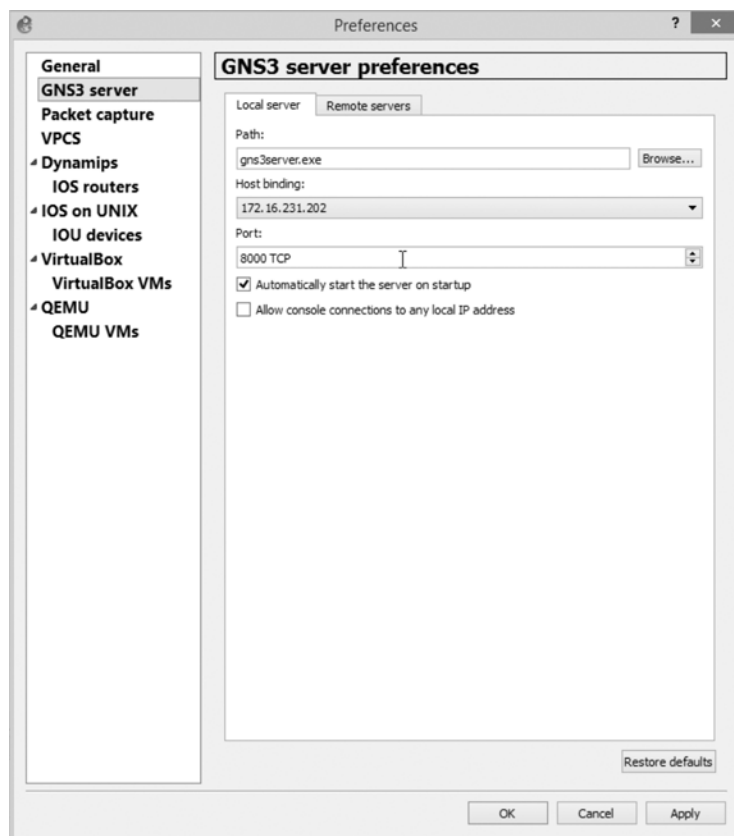 Preferences
?
×
General
GNS3 server
Packet capture
VPCS
Dynamips
IOS routers
IOS on UNIX
IOU devices
VirtualBox
VirtualBox VMs
QEMU
QEMU VMs
GNS3 server preferences
Local server
Remote servers
Path:
gns3server.exe
Browse...
Host binding:
172.16.231.202
Port:
8000 TCP
Automatically start the server on startup
Allow console connections to any local IP address
Restore defaults
OK
Cancel
Apply